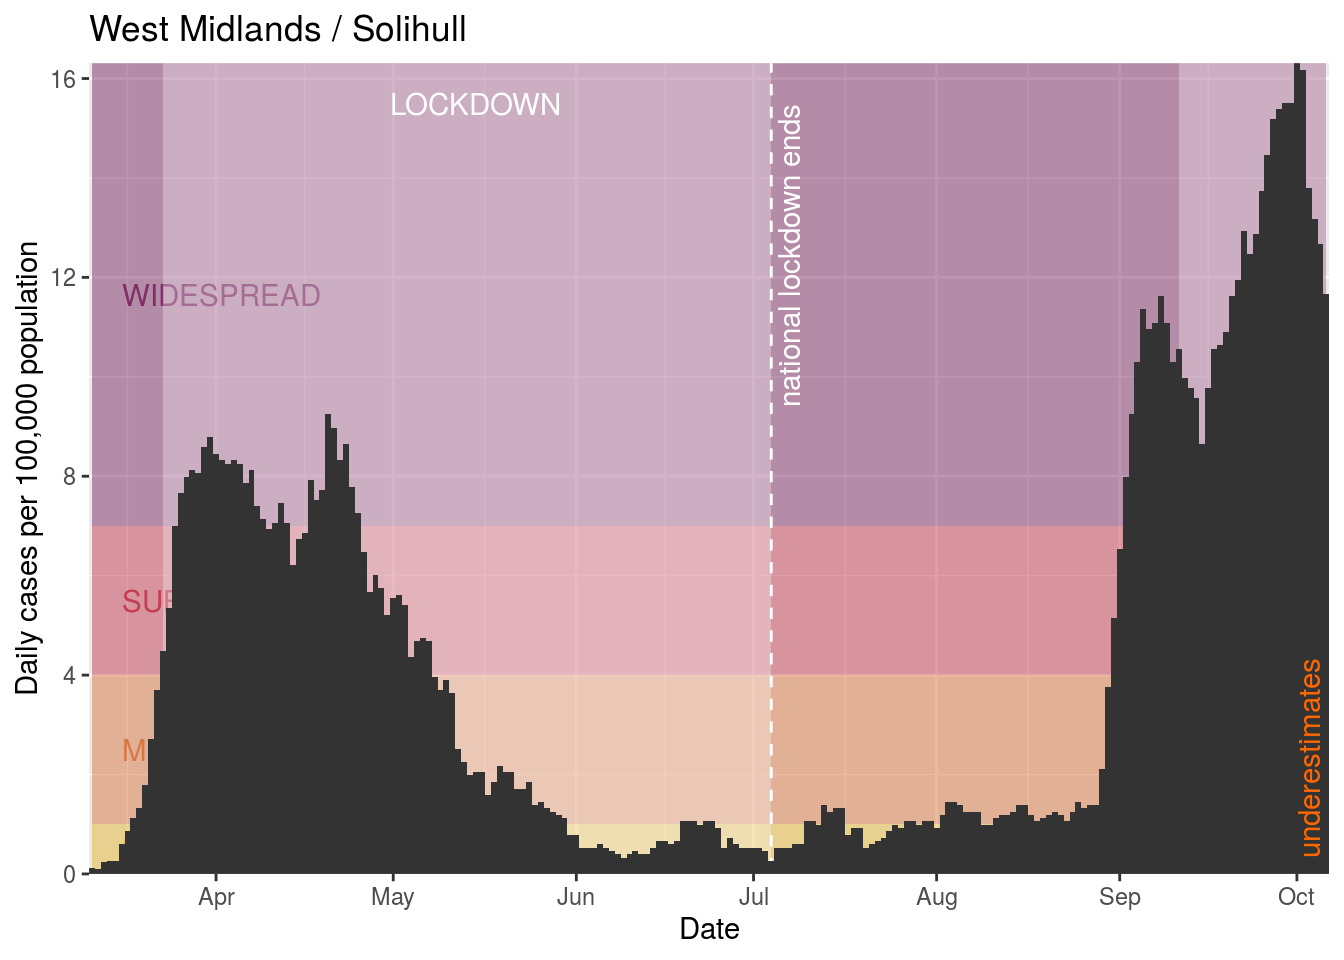 West Midlands / Solihull
Daily cases per 100,000 population
16
12
8
4
0
LOCKDOWN
national lockdown ends
WIDESPREAD
SU
M
underestimates
Apr
May
Jun
Jul
Aug
Sep
Oct
Date